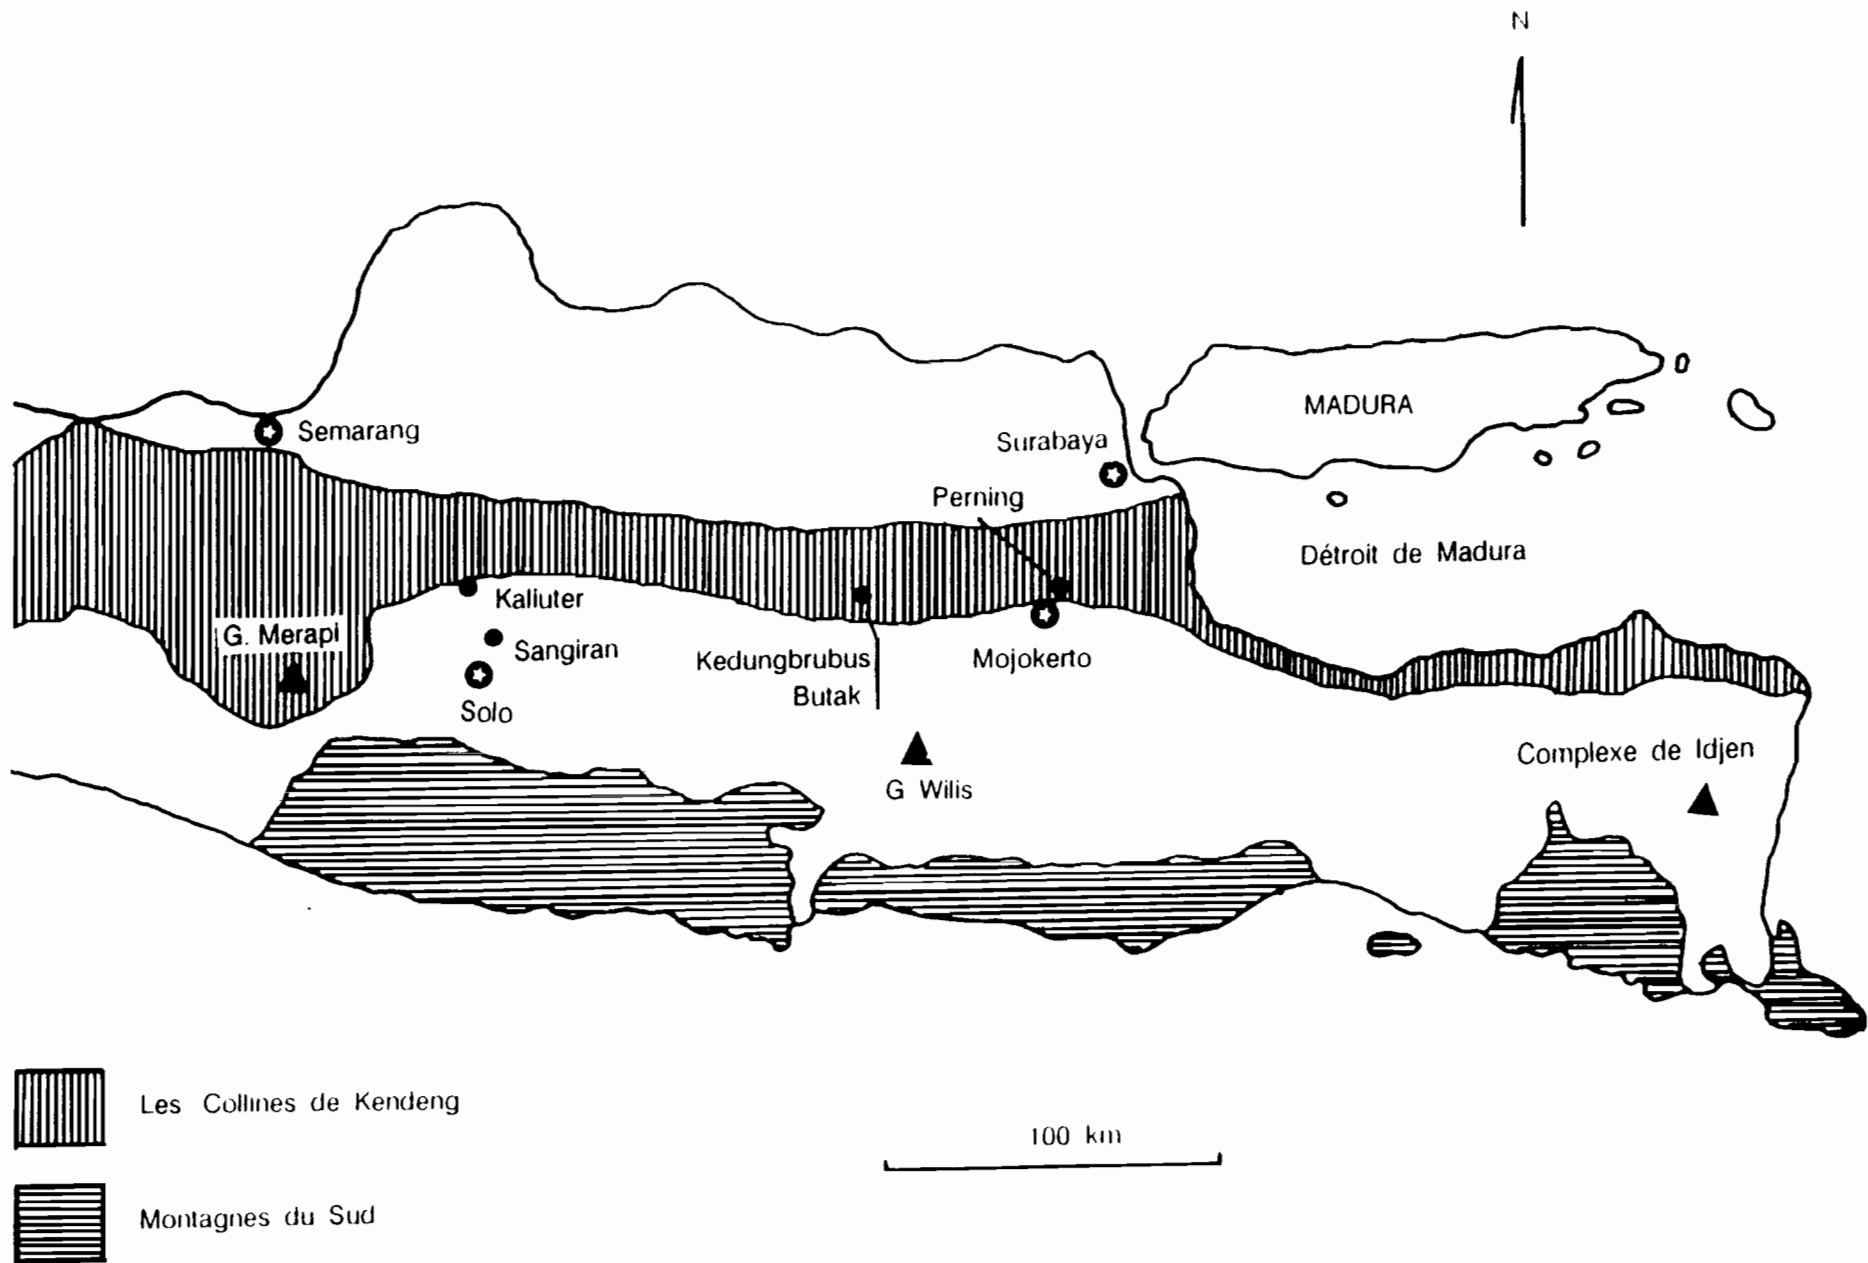 N
Semarang
MADURA
Surabaya
Perning
Détroit de Madura
Kaliuter
G. Merapi
Sangiran
Kedungbrubus
Butak
Mojokerto
Solo
Complexe de Idjen
G Wilis
Les Collines de Kendeng
100 km
Montagnes du Sud